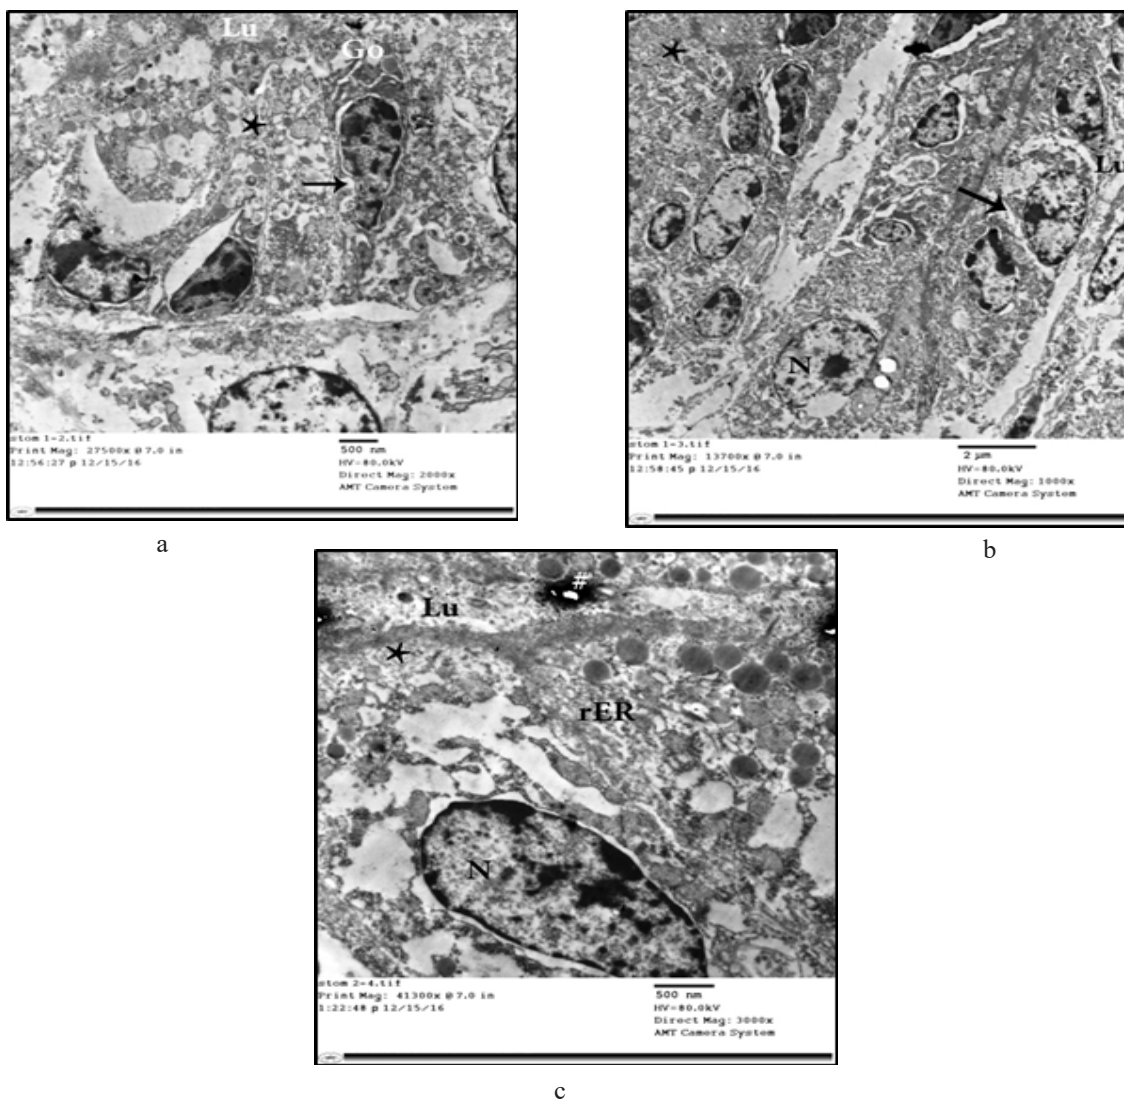 Lu
Go
stom 1-2.tif
Print Mag: 27500x @ 7.0 in
12:56:27 p 12/15/16
500 nm
HV=80.0kV
Direct Mag: 2000x
AMT Camera System
a
Lu
N
stom 1-3.tif
Print Mag: 13700x @ 7.0 in
12:58:45 p 12/15/16
2 µm
HV=80.0kV
Direct Mag: 1000x
AMT Camera System
b
#
Lu
rER
N
stom 2-4.tif
Print Mag: 41300x @ 7.0 in
1:22:48 p 12/15/16
500 nm
HV=80.0kV
Direct Mag: 3000x
AMT Camera System
c